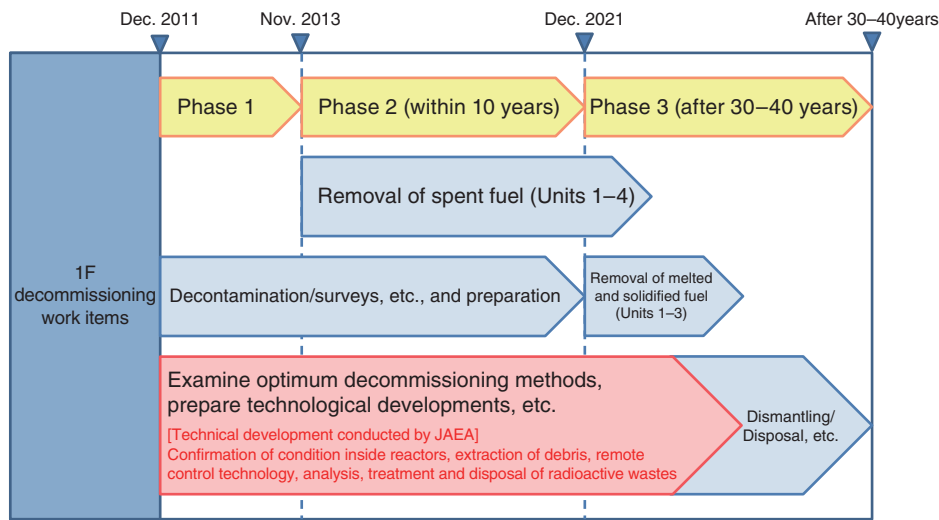 Dec. 2011
Nov. 2013
Dec. 2021
After 30–40years
Phase 1
Phase 2 (within 10 years)
Phase 3 (after 30–40 years)
Removal of spent fuel (Units 1–4)
1F
decommissioning
work items
Decontamination/surveys, etc., and preparation
Removal of melted
and solidified fuel
(Units 1–3)
Examine optimum decommissioning methods,
prepare technological developments, etc.
[Technical development conducted by JAEA]
Confirmation of condition inside reactors, extraction of debris, remote
control technology, analysis, treatment and disposal of radioactive wastes
Dismantling/
Disposal, etc.